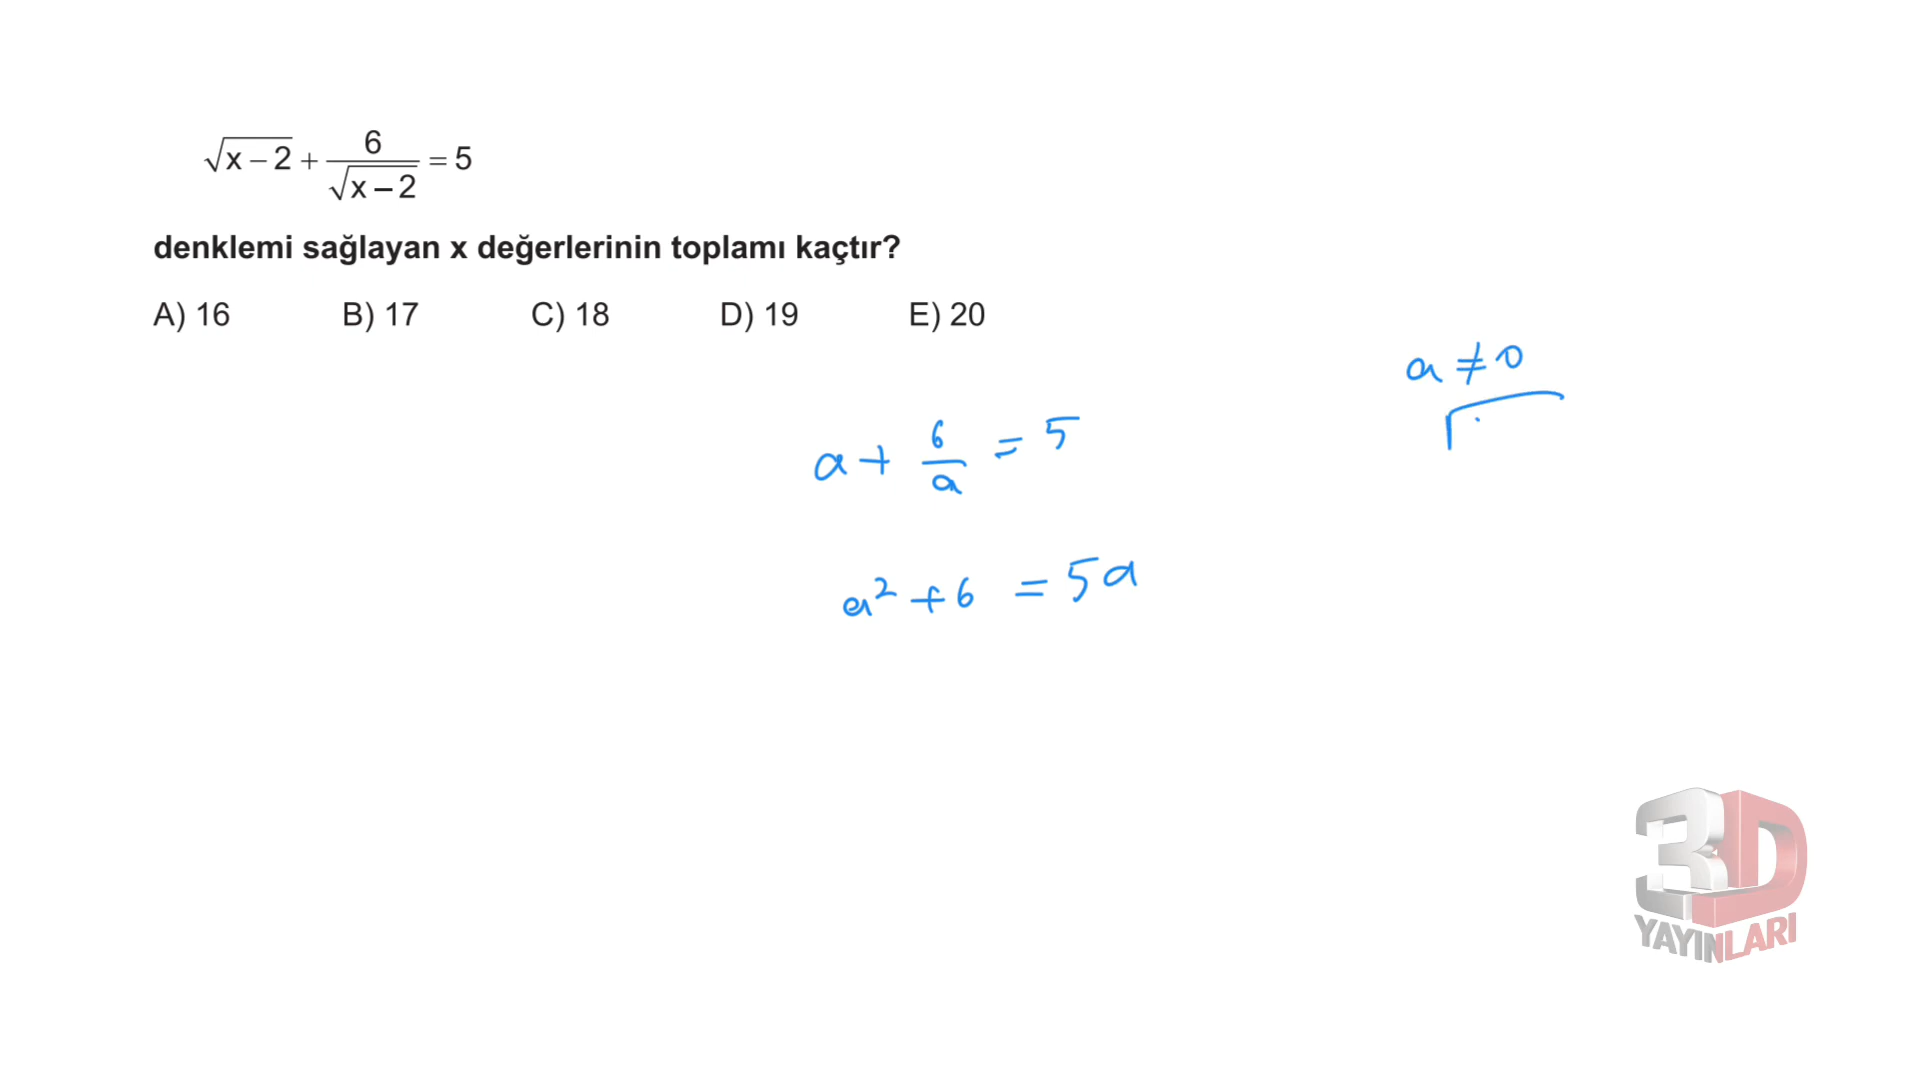 √x – 2 + 6/√x – 2 = 5
denklemi sağlayan x değerlerinin toplamı kaçtır?
A) 16 B) 17 C) 18 D) 19 E) 20
a ≠ 0
√
a + 6/a = 5
a² + 6 = 5a
3D
YAYINLARI